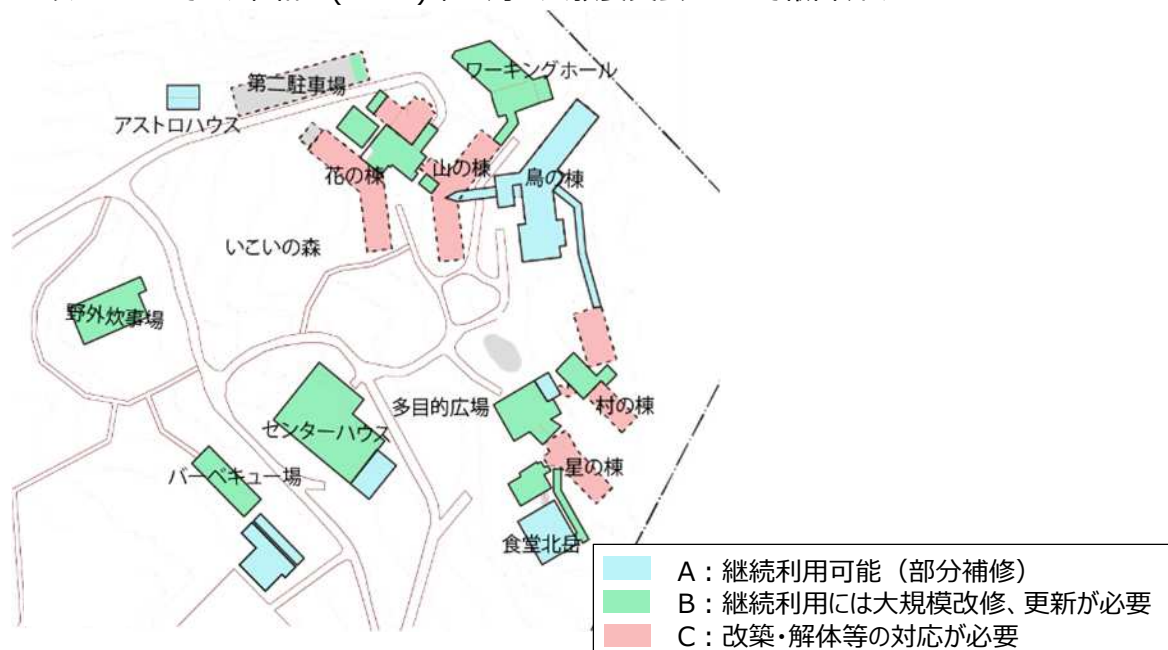 ワーキングホール
第二駐車場
アストロハウス
花の棟
山の棟
鳥の棟
いこいの森
野外炊事場
多目的広場
村の棟
センターハウス
バーベキュー場
星の棟
食堂北岳
A：継続利用可能（部分補修）
B：継続利用には大規模改修、更新が必要
C：改築・解体等の対応が必要